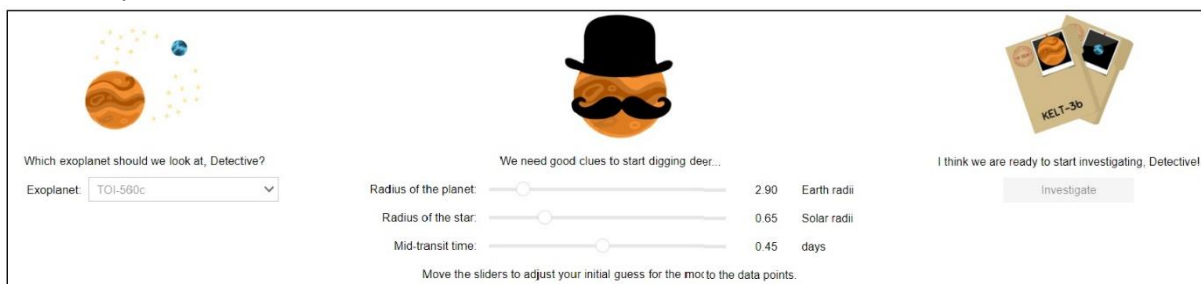 KELT-3b
Which exoplanet should we look at, Detective?
Exoplanet: TOI-560c
We need good clues to start digging deer...
Radius of the planet: 2.90 Earth radii
Radius of the star: 0.65 Solar radii
Mid-transit time: 0.45 days
Move the sliders to adjust your initial guess for the mo to the data points.
I think we are ready to start investigating, Detective!
Investigate